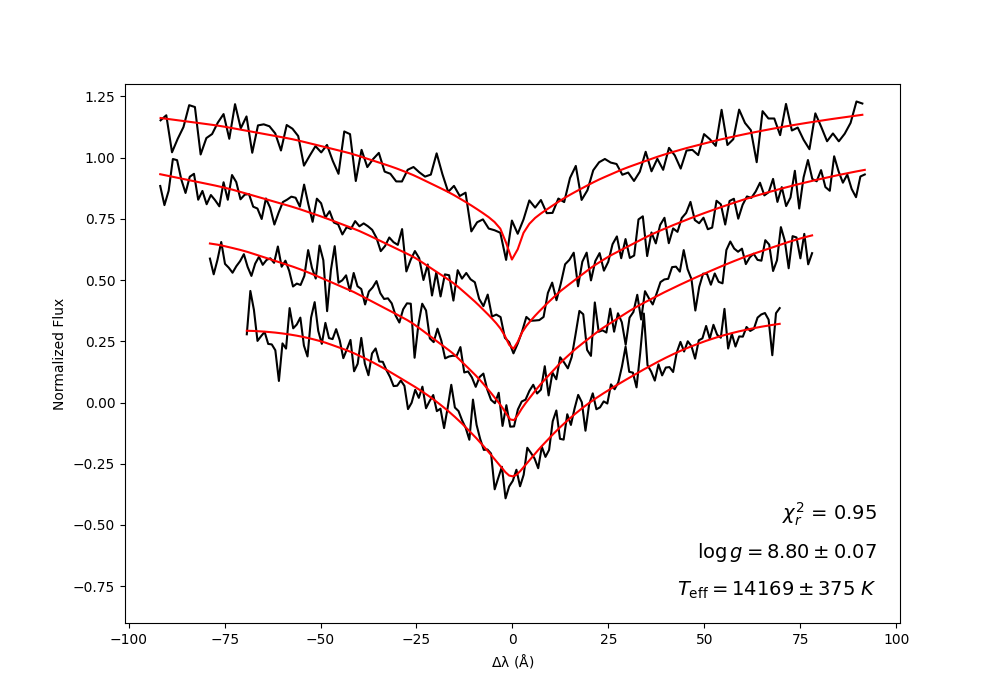 1.25
1.00
0.75
0.50
0.25
0.00
−0.25
−0.50
−0.75
Normalized Flux
χ²ᵣ = 0.95
log g = 8.80 ± 0.07
T_eff = 14169 ± 375 K
−100 −75 −50 −25 0 25 50 75 100
Δλ (Å)